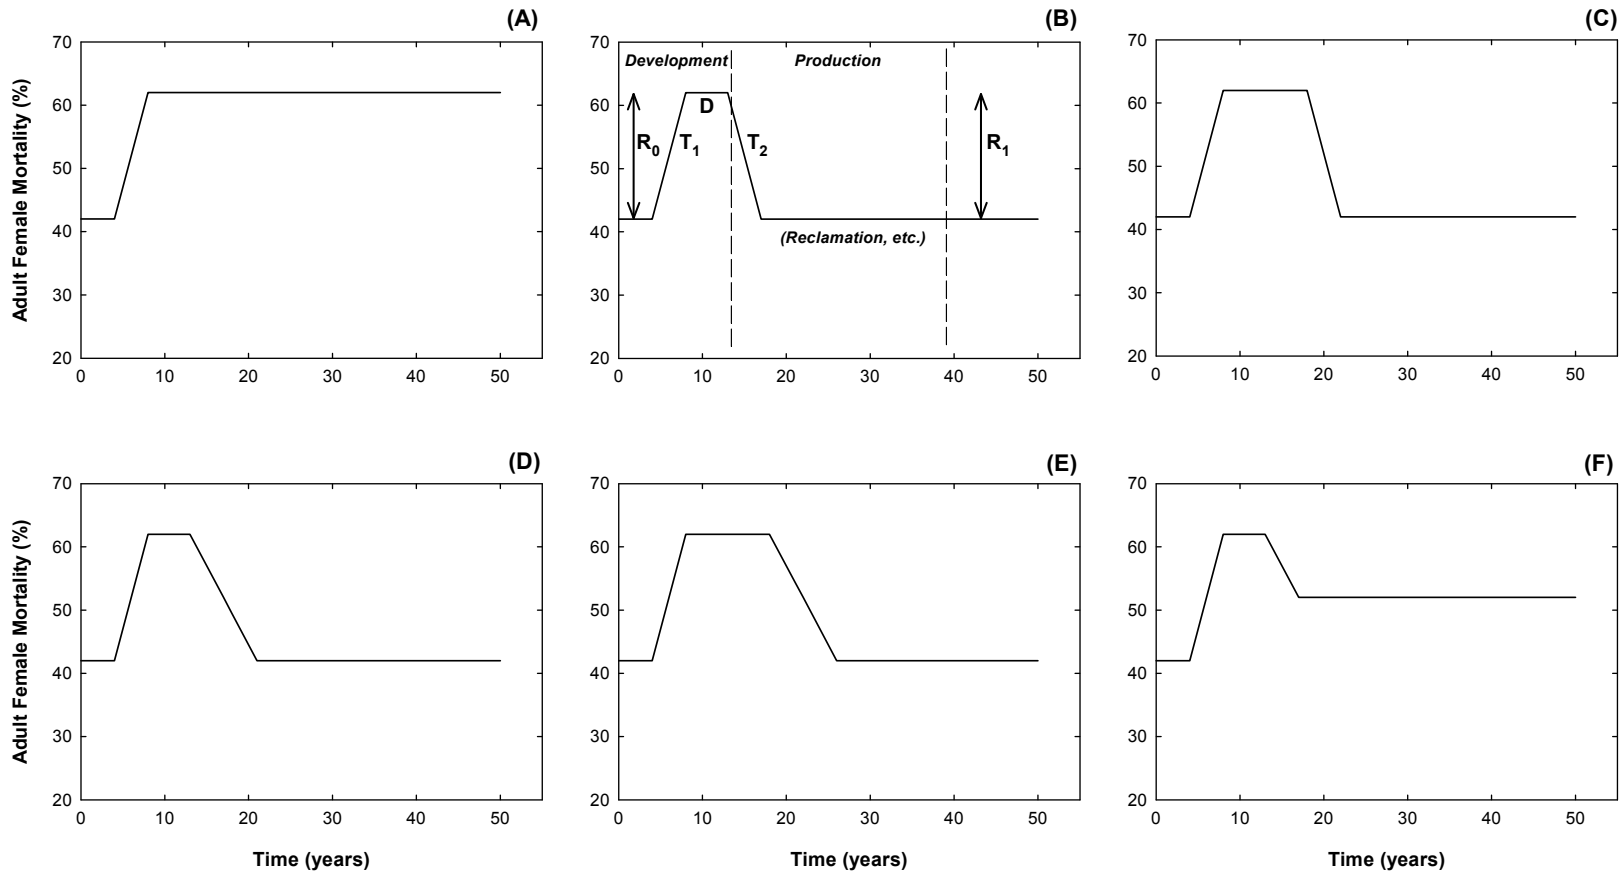 (A)
70
60
50
40
30
20
0 10 20 30 40 50
Adult Female Mortality (%)
(B)
70
60
50
40
30
20
0 10 20 30 40 50
Development
Production
D
R0 T1 T2 R1
(Reclamation, etc.)
(C)
70
60
50
40
30
20
0 10 20 30 40 50
(D)
70
60
50
40
30
20
0 10 20 30 40 50
Adult Female Mortality (%)
Time (years)
(E)
70
60
50
40
30
20
0 10 20 30 40 50
Time (years)
(F)
70
60
50
40
30
20
0 10 20 30 40 50
Time (years)